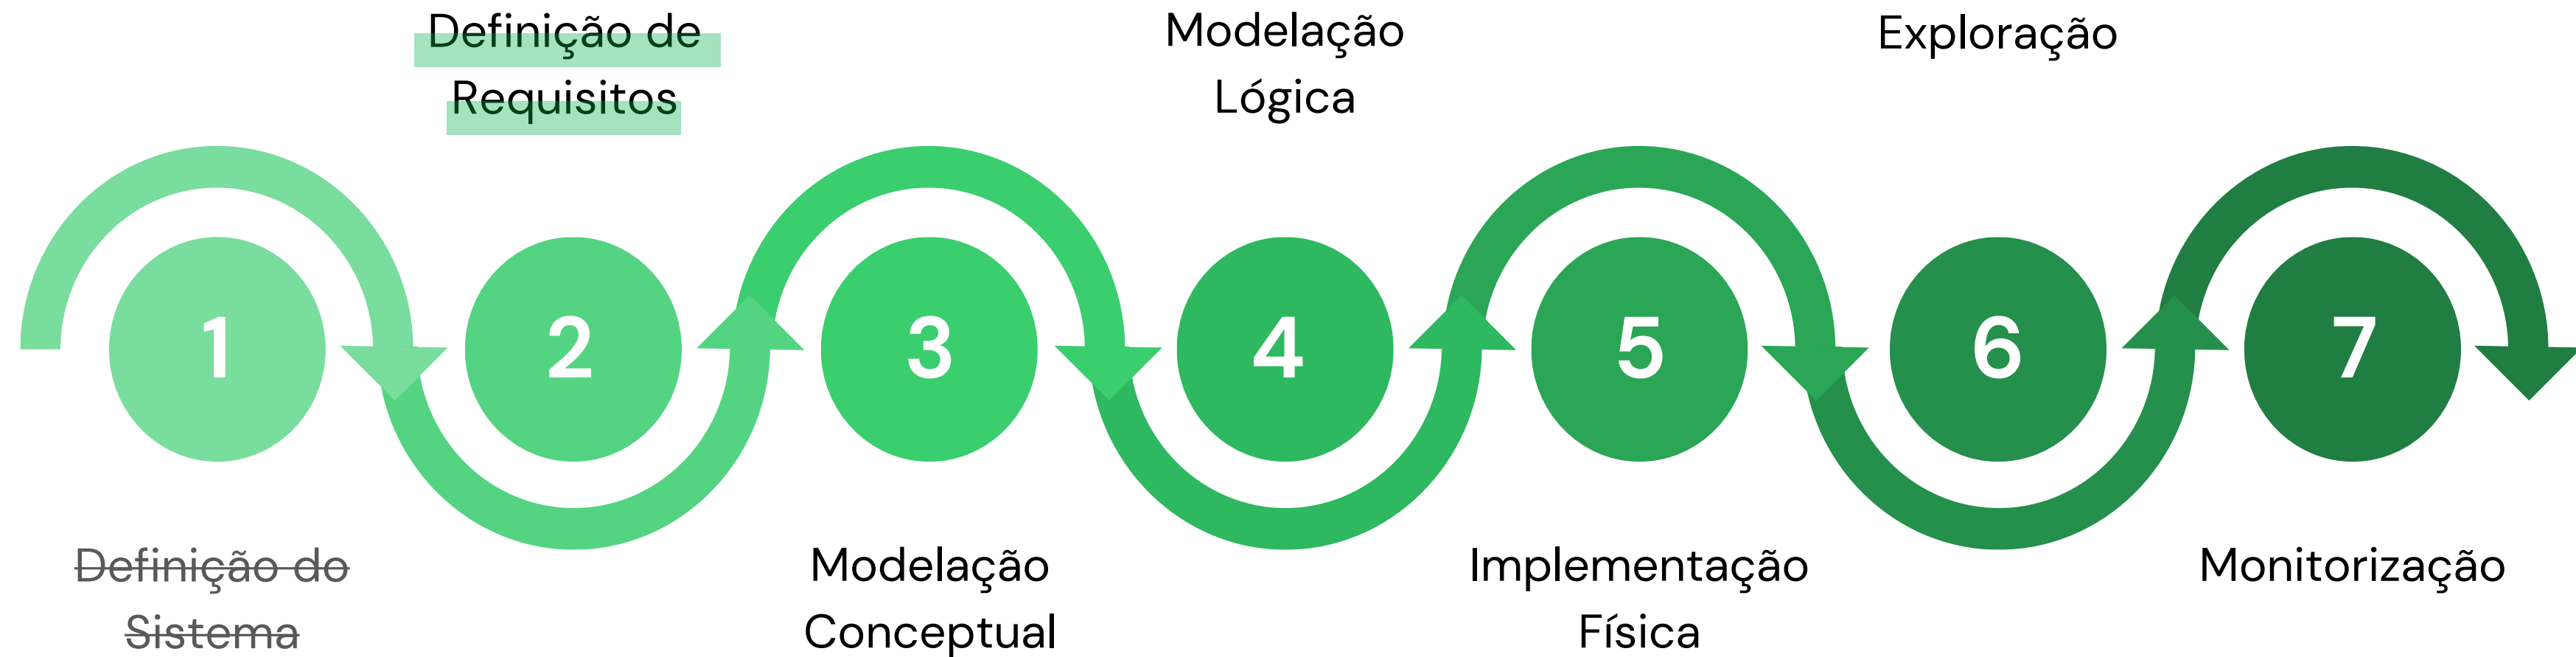 Definição de
Requisitos
Modelação
Lógica
Exploração
1
2
3
4
5
6
7
Definição do
Sistema
Modelação
Conceptual
Implementação
Física
Monitorização